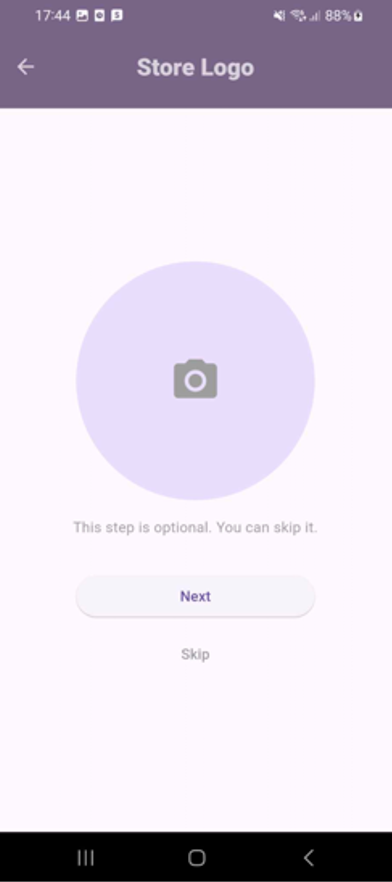 17:44 88%
Store Logo
This step is optional. You can skip it.
Next
Skip